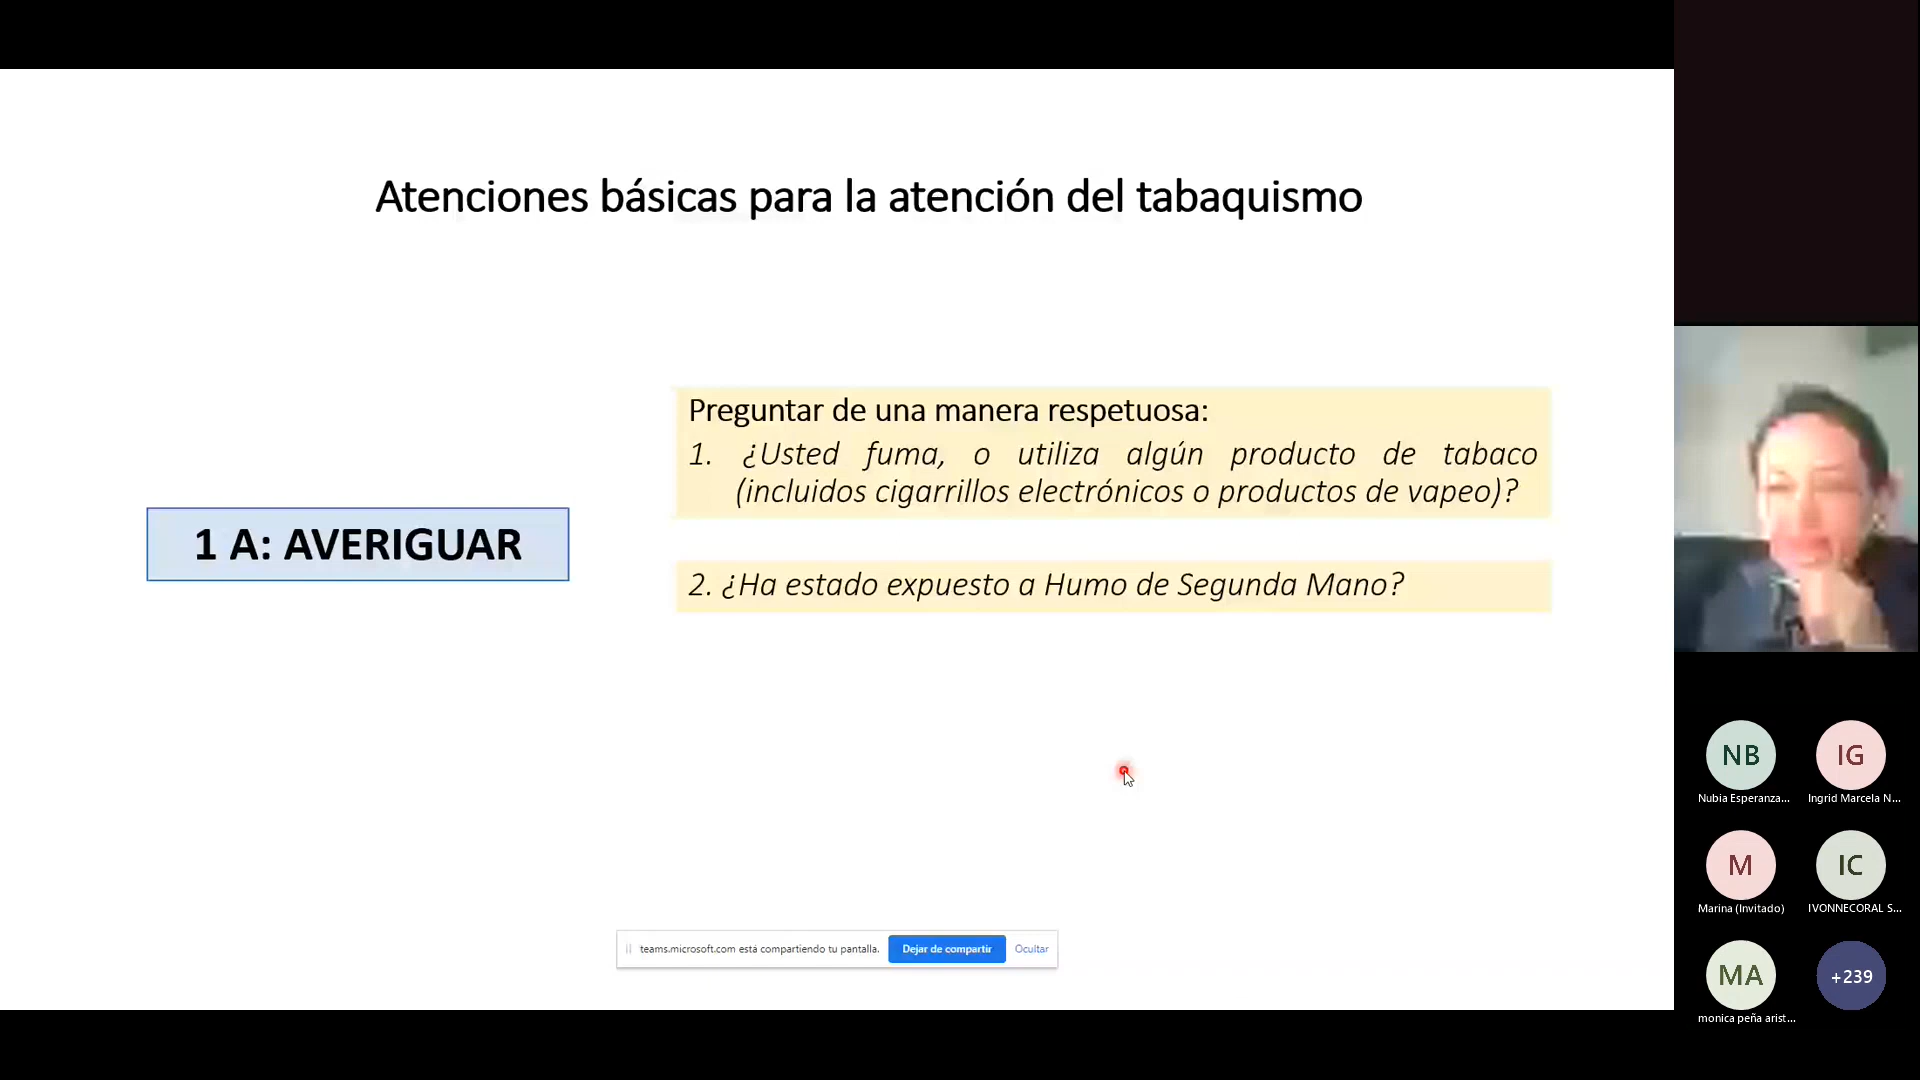 Atenciones básicas para la atención del tabaquismo
1 A: AVERIGUAR
Preguntar de una manera respetuosa:
1. ¿Usted fuma, o utiliza algún producto de tabaco
(incluidos cigarrillos electrónicos o productos de vapeo)?
2. ¿Ha estado expuesto a Humo de Segunda Mano?
teams.microsoft.com está compartiendo tu pantalla. Dejar de compartir Ocultar
NB IG
Nubia Esperanza... Ingrid Marcela N...
M IC
Marina (Invitado) IVONNECORAL S...
MA +239
monica peña arist...